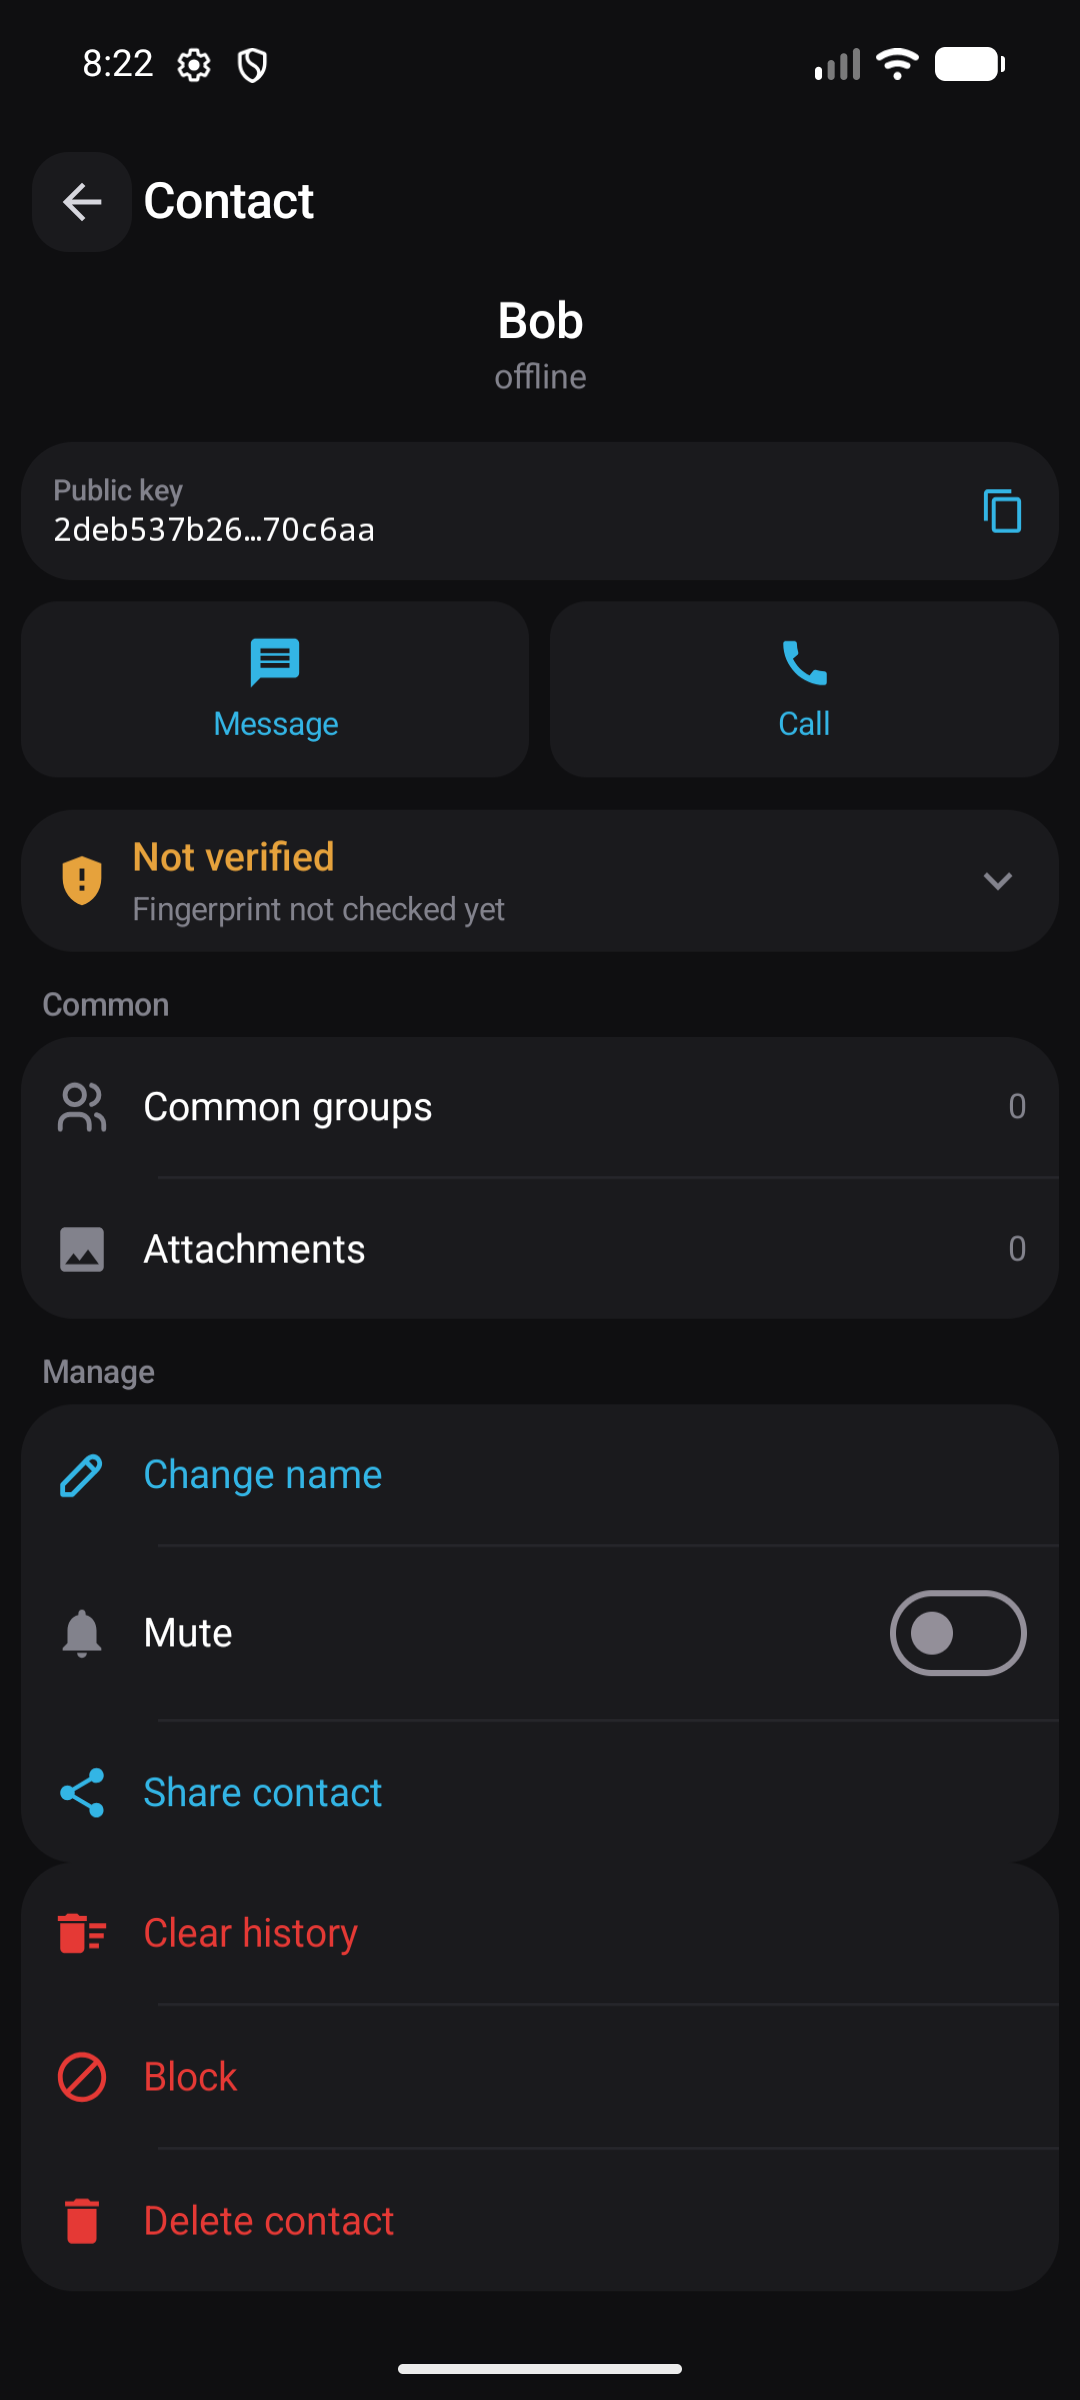 8:22
Contact
Bob
offline
Public key
2deb537b26…70c6aa
Message
Call
Not verified
Fingerprint not checked yet
Common
Common groups
0
Attachments
0
Manage
Change name
Mute
Share contact
Clear history
Block
Delete contact